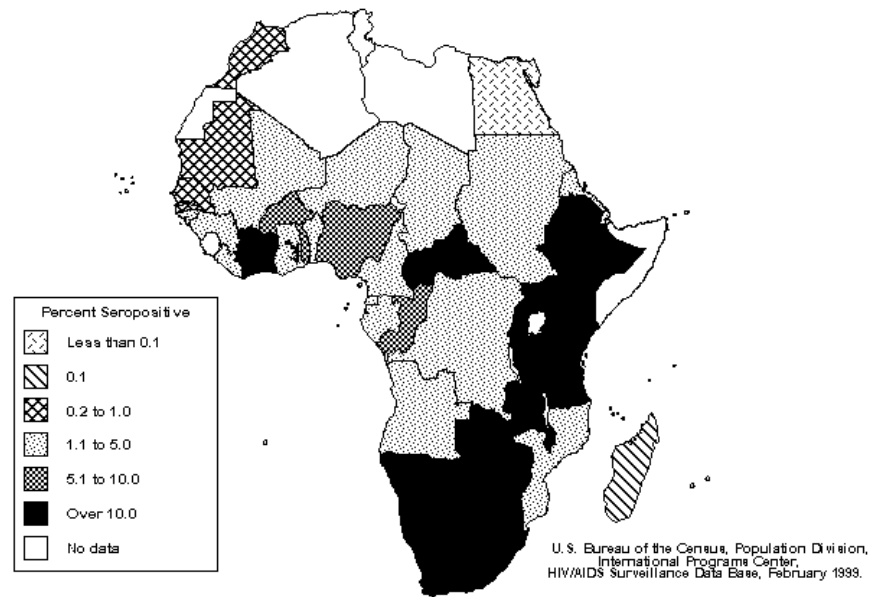 Percent Seropositive
Less than 0.1
0.1
0.2 to 1.0
1.1 to 5.0
5.1 to 10.0
Over 10.0
No data
U.S. Bureau of the Census, Population Division,
International Programs Center,
HIV/AIDS Surveillance Data Base, February 1999.